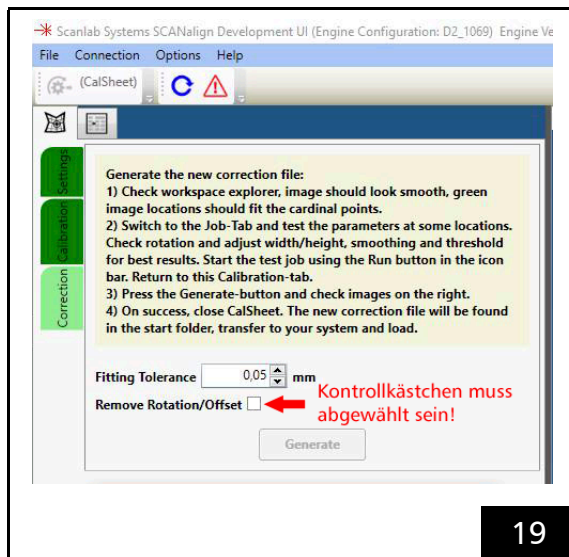 Scanlab Systems SCANalign Development UI (Engine Configuration: D2_1069) Engine Ve
File Connection Options Help
(CalSheet)
Settings
Calibration
Correction
Generate the new correction file:
1) Check workspace explorer, image should look smooth, green
image locations should fit the cardinal points.
2) Switch to the Job-Tab and test the parameters at some locations.
Check rotation and adjust width/height, smoothing and threshold
for best results. Start the test job using the Run button in the icon
bar. Return to this Calibration-tab.
3) Press the Generate-button and check images on the right.
4) On success, close CalSheet. The new correction file will be found
in the start folder, transfer to your system and load.
Fitting Tolerance 0,05 mm
Remove Rotation/Offset
Kontrollkästchen muss
abgewählt sein!
Generate
19